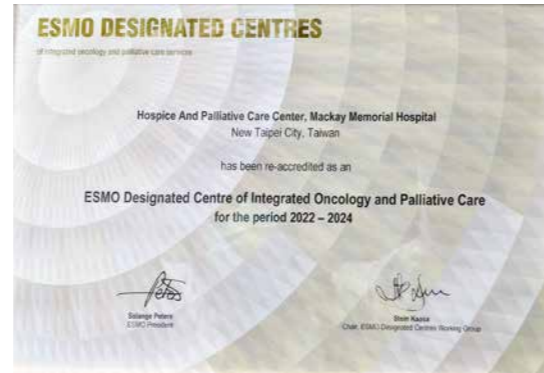 ESMO DESIGNATED CENTRES
of integrated oncology and palliative care services
Hospice And Palliative Care Center, Mackay Memorial Hospital
New Taipei City, Taiwan
has been re-accredited as an
ESMO Designated Centre of Integrated Oncology and Palliative Care
for the period 2022 – 2024
Solange Peters
ESMO President
Stein Kaasa
Chair, ESMO Designated Centres Working Group